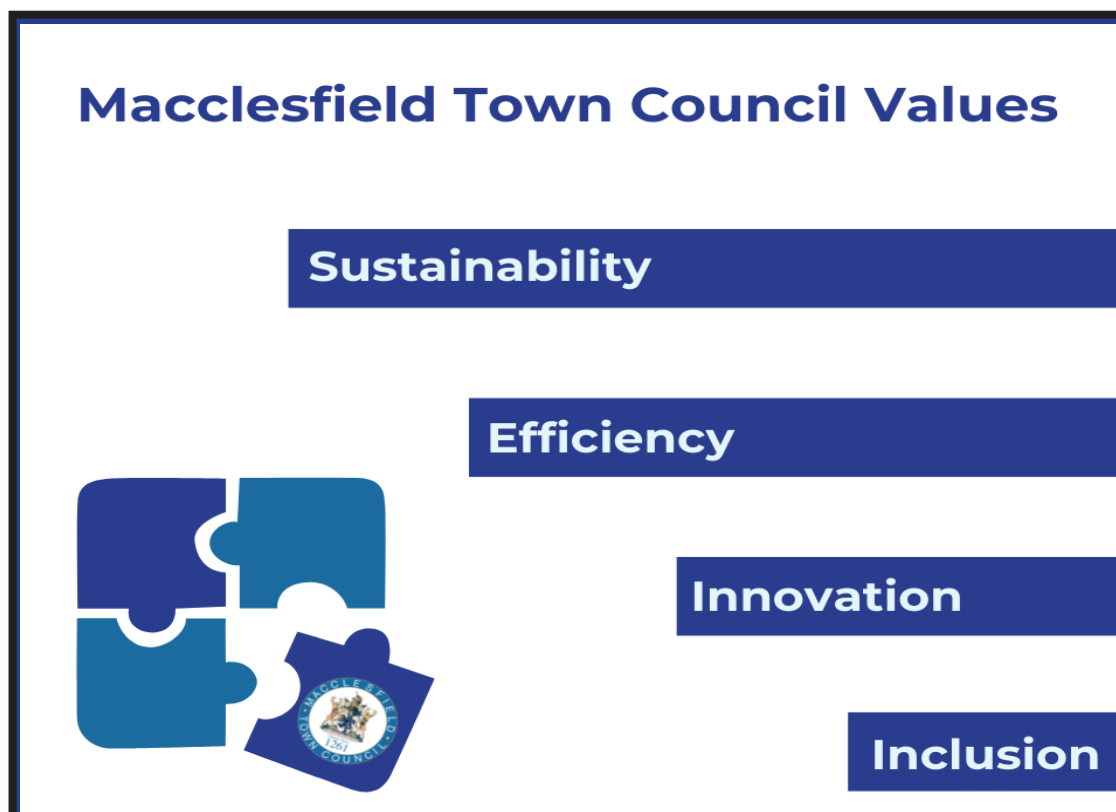 Macclesfield Town Council Values
Sustainability
Efficiency
Innovation
Inclusion
MACCLESFIELD
TOWN COUNCIL
1261